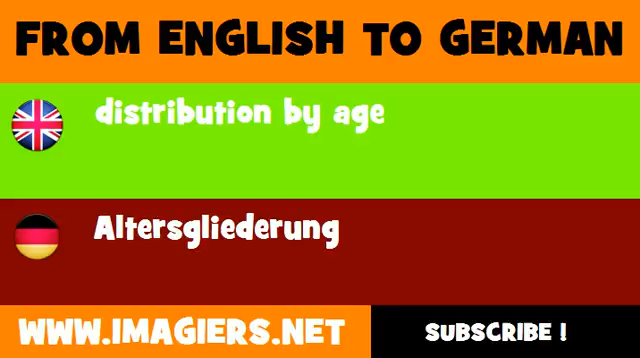 FROM ENGLISH TO GERMAN
distribution by age
Altersgliederung
WWW.IMAGIERS.NET
SUBSCRIBE !